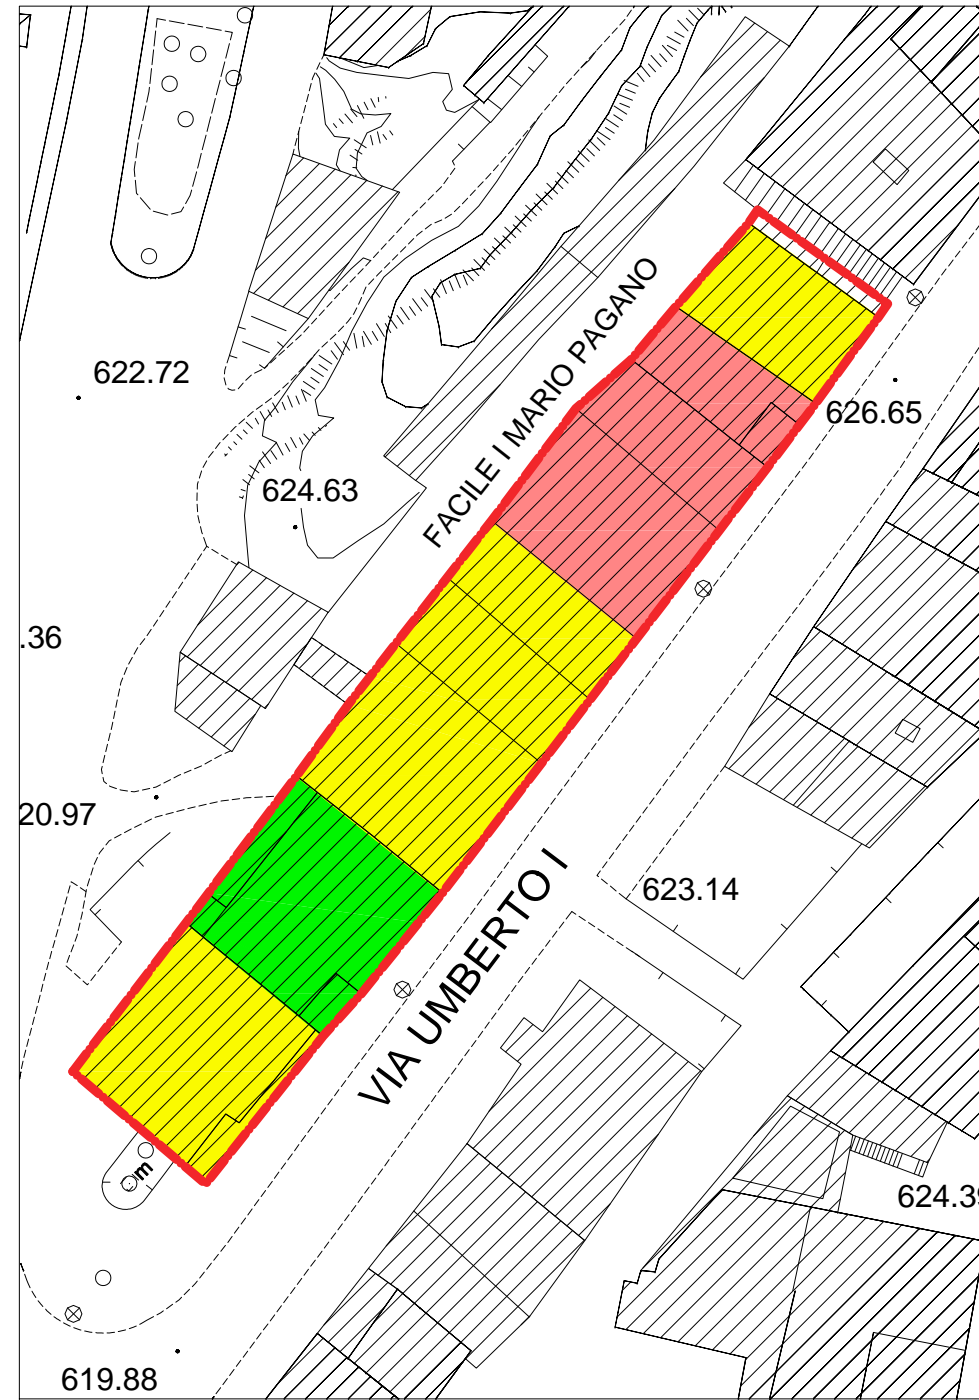 622.72
FACILE I MARIO PAGANO
626.65
624.63
.36
20.97
623.14
VIA UMBERTO I
m
624.39
619.88